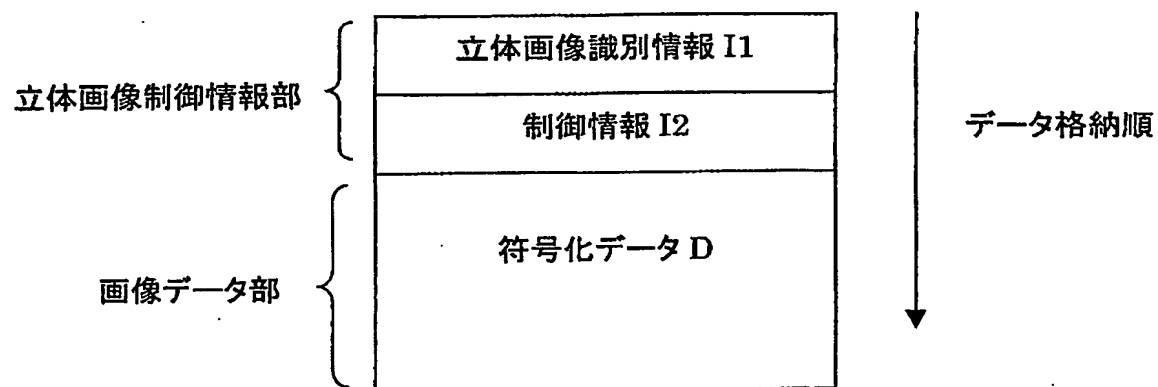 立体画像識別情報 I1
立体画像制御情報部
制御情報 I2
データ格納順
符号化データ D
画像データ部